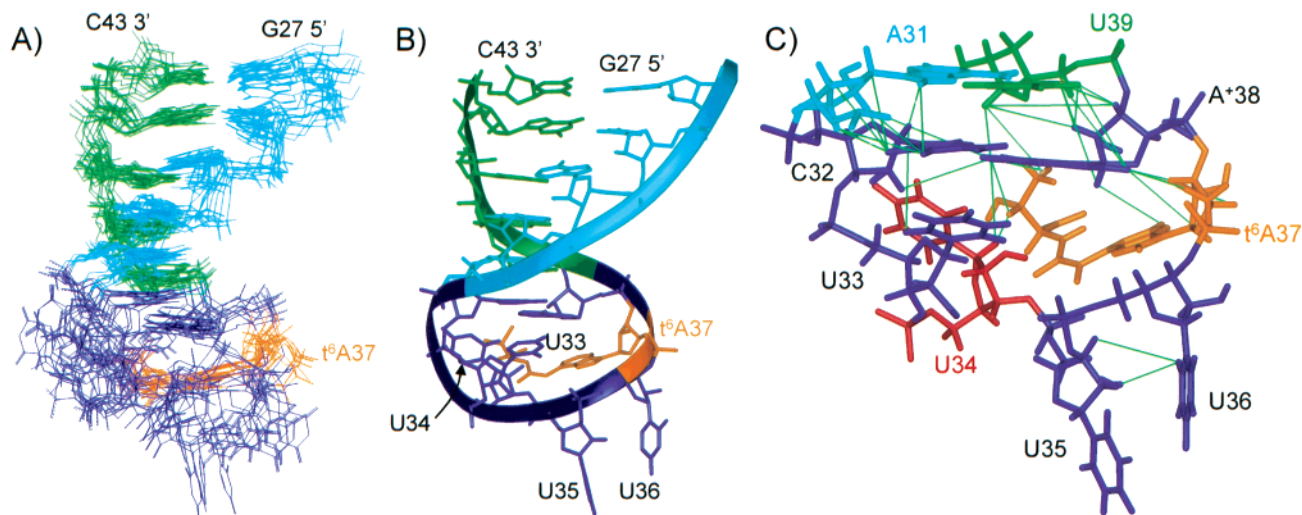 A)
C43 3’
G27 5’
t⁶A37
B)
C43 3’
G27 5’
t⁶A37
U33
U34
U35
U36
C)
A31
U39
A⁺38
C32
t⁶A37
U33
U34
U36
U35